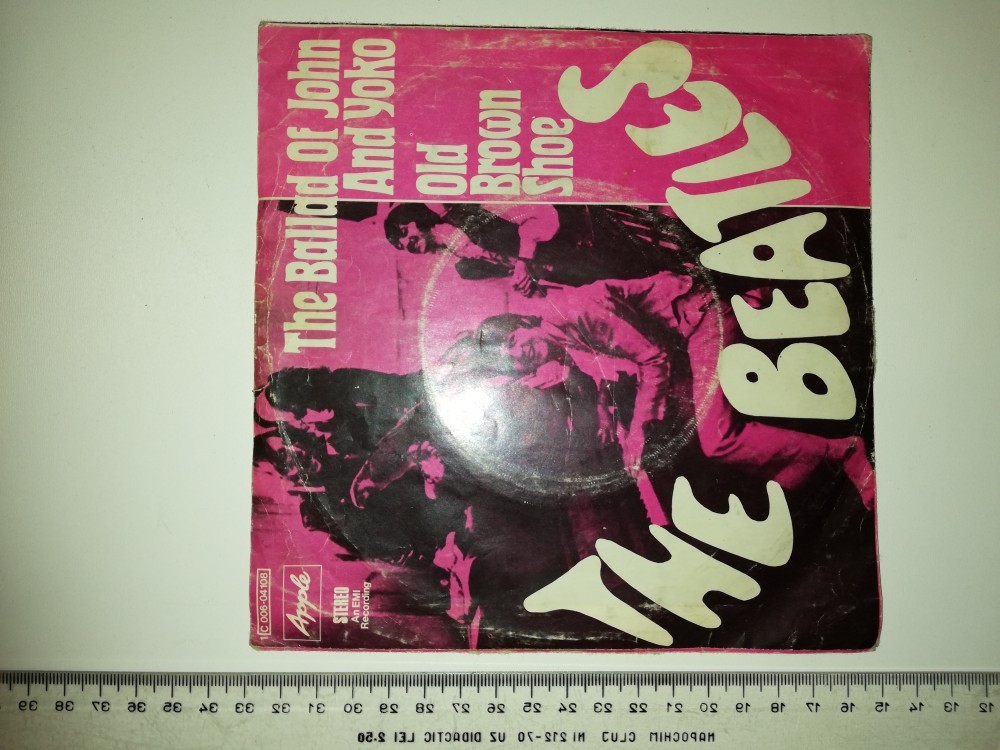 The Ballad Of John
And Yoko
Old
Brown
Shoe
THE BEATLES
1C 006-04108
Apple
STEREO
An EMI
Recording
39 38 37 36 35 34 33 32 31 30 29 28 27 26 25 24 23 22 21 20 19 18 17 16 15 14 13 12
NAPOCHIM CLUJ NI 212-70 UZ DIDACTIC LEI 2.50